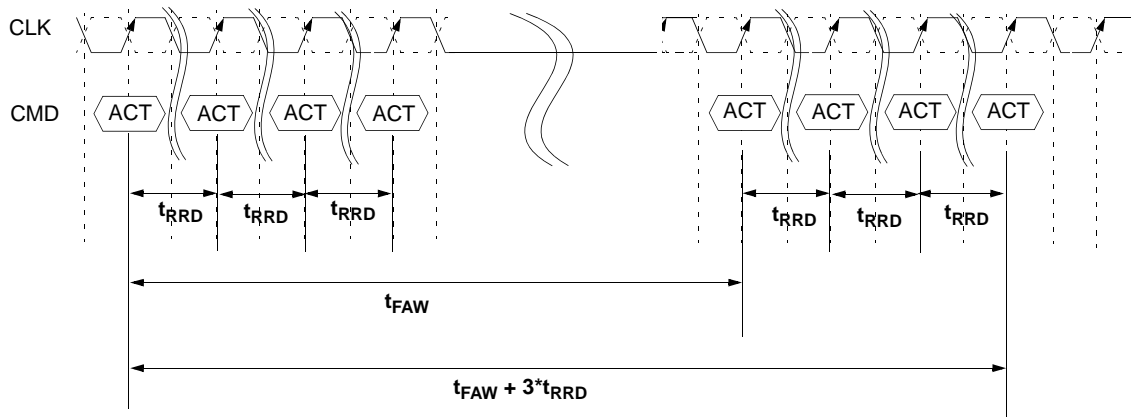 CLK
CMD ACT ACT ACT ACT ACT ACT ACT ACT
tRRD tRRD tRRD tRRD tRRD tRRD
tFAW
tFAW + 3*tRRD